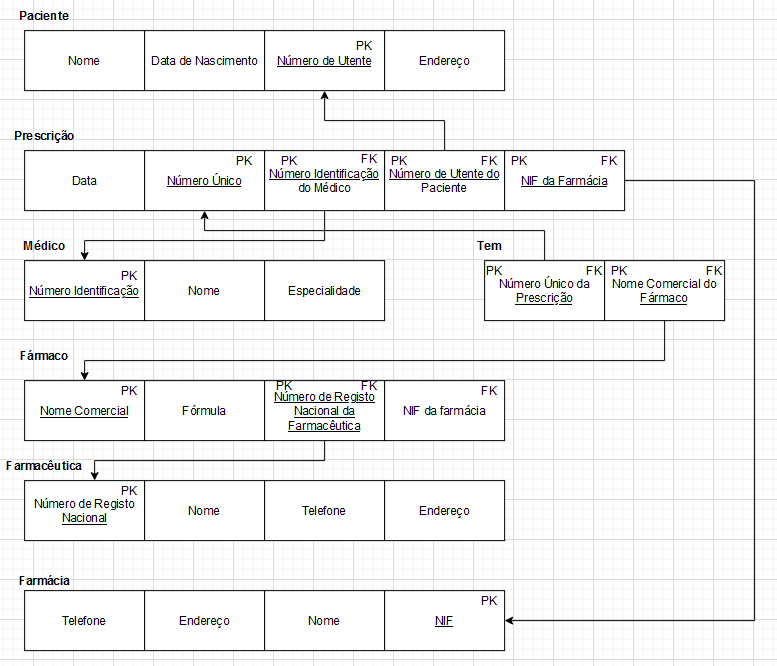 Paciente
PK
Nome
Data de Nascimento
Número de Utente
Endereço
Prescrição
PK
PK
FK
PK
FK
PK
FK
Data
Número Único
Número Identificação
do Médico
Número de Utente do
Paciente
NIF da Farmácia
Médico
Tem
PK
Número Identificação
Nome
Especialidade
PK
FK
PK
FK
Número Único da
Prescrição
Nome Comercial do
Fármaco
Fármaco
PK
PK
FK
FK
Nome Comercial
Fórmula
Número de Registo
Nacional da
Farmacêutica
NIF da farmácia
Farmacêutica
PK
Número de Registo
Nacional
Nome
Telefone
Endereço
Farmácia
PK
Telefone
Endereço
Nome
NIF